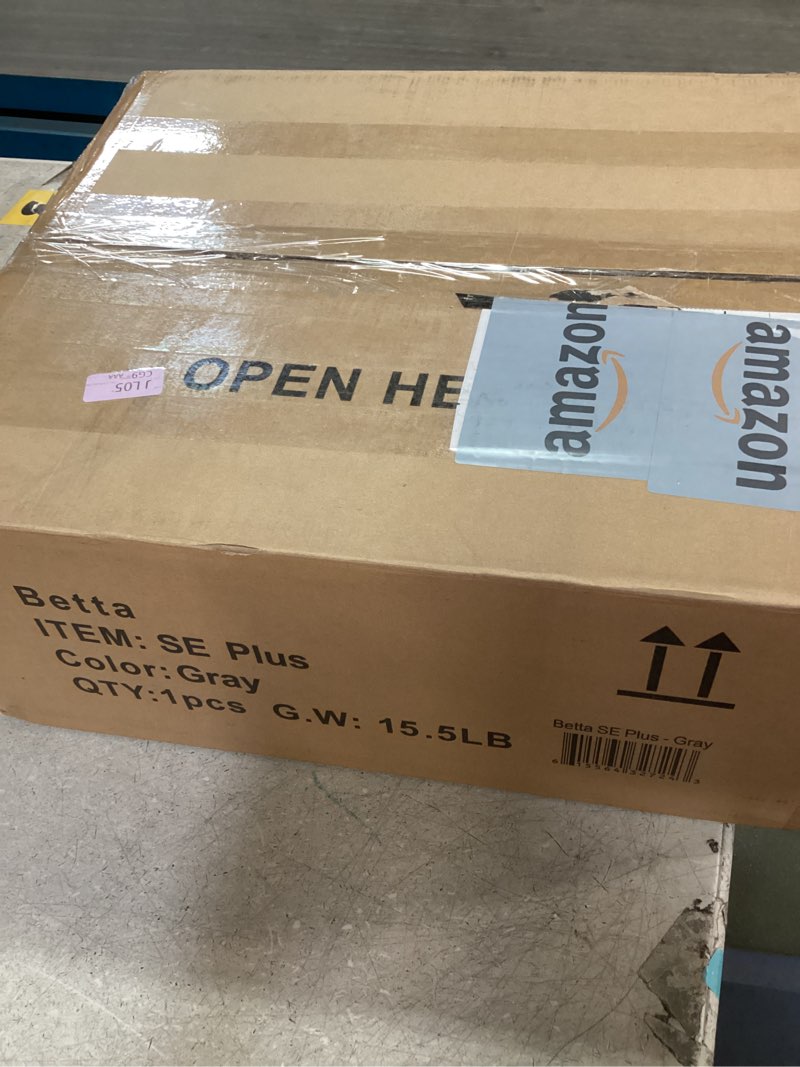 OPEN HE
amazon
amazon
JL05
CG9
Betta
ITEM: SE Plus
Color: Gray
QTY:1pcs G.W: 15.5LB
Betta SE Plus - Gray